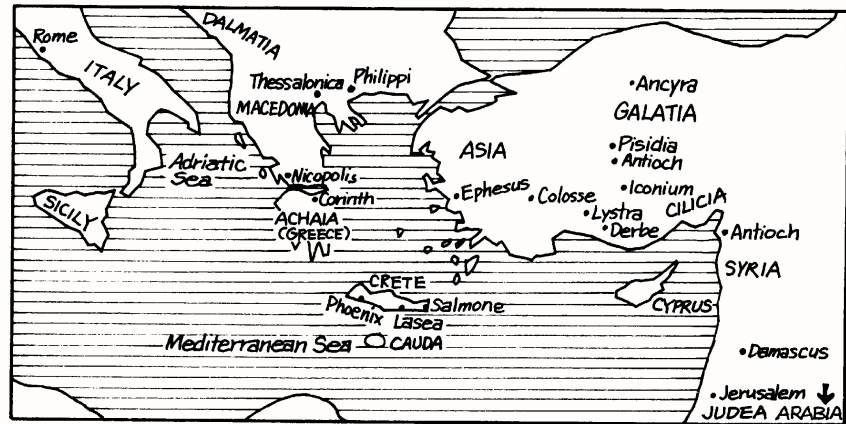 Rome
ITALY
DALMATIA
Thessalonica
Philippi
MACEDONIA
Ancyra
GALATIA
Pisidia
Antioch
ASIA
Adriatic
Sea
Nicopolis
Corinth
ACHAIA
(GREECE)
SICILY
Ephesus
Colosse
Iconium
Lystra
CILICIA
Derbe
Antioch
SYRIA
CRETE
Phoenix
Lasea
Salmone
CYPRUS
Mediterranean Sea
CAUDA
Damascus
Jerusalem
JUDEA ARABIA